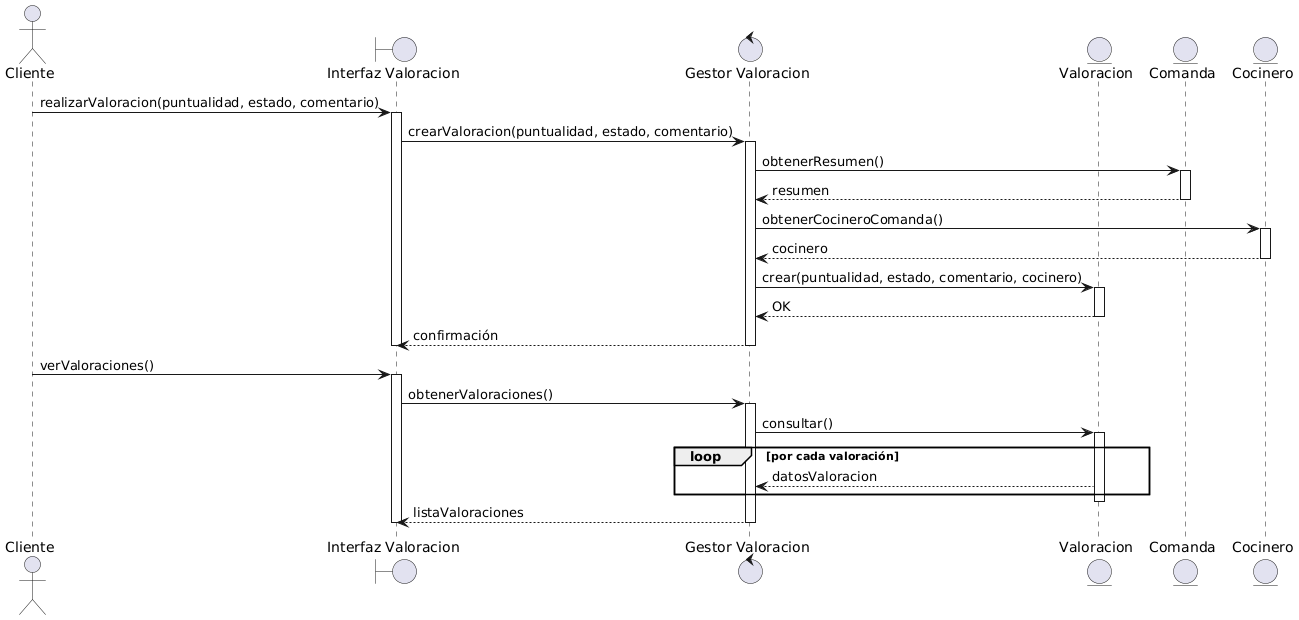 Cliente
Interfaz Valoracion
Gestor Valoracion
Valoracion
Comanda
Cocinero
realizarValoracion(puntualidad, estado, comentario)
crearValoracion(puntualidad, estado, comentario)
obtenerResumen()
resumen
obtenerCocineroComanda()
cocinero
crear(puntualidad, estado, comentario, cocinero)
OK
confirmación
verValoraciones()
obtenerValoraciones()
consultar()
loop
[por cada valoración]
datosValoracion
listaValoraciones
Cliente
Interfaz Valoracion
Gestor Valoracion
Valoracion
Comanda
Cocinero